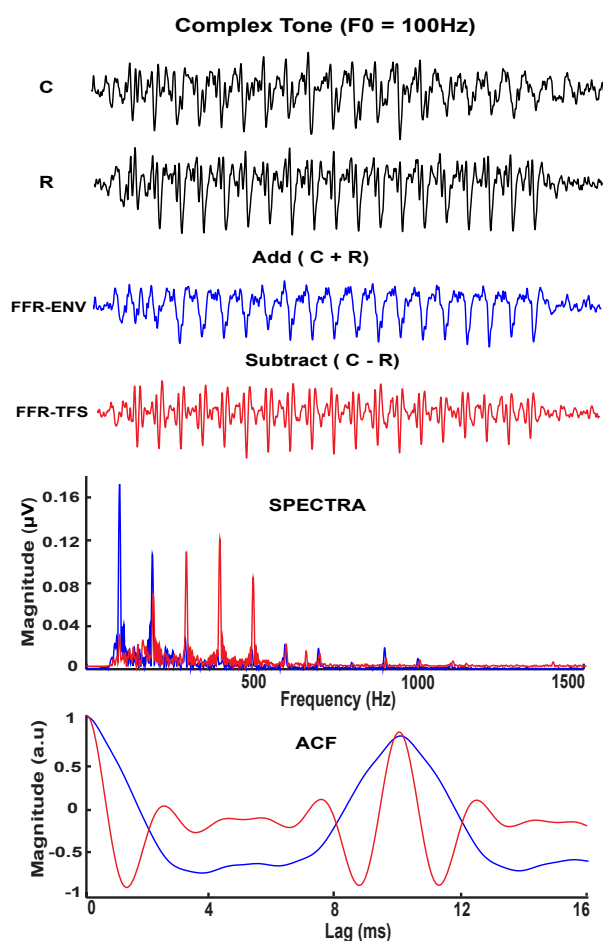 Complex Tone (F0 = 100Hz)
C
R
Add ( C + R)
FFR-ENV
Subtract ( C - R)
FFR-TFS
SPECTRA
Magnitude (µV)
0.16
0.12
0.08
0.04
0
500
1000
1500
Frequency (Hz)
ACF
Magnitude (a.u)
1
0.5
0
-0.5
-1
0
4
8
12
16
Lag (ms)